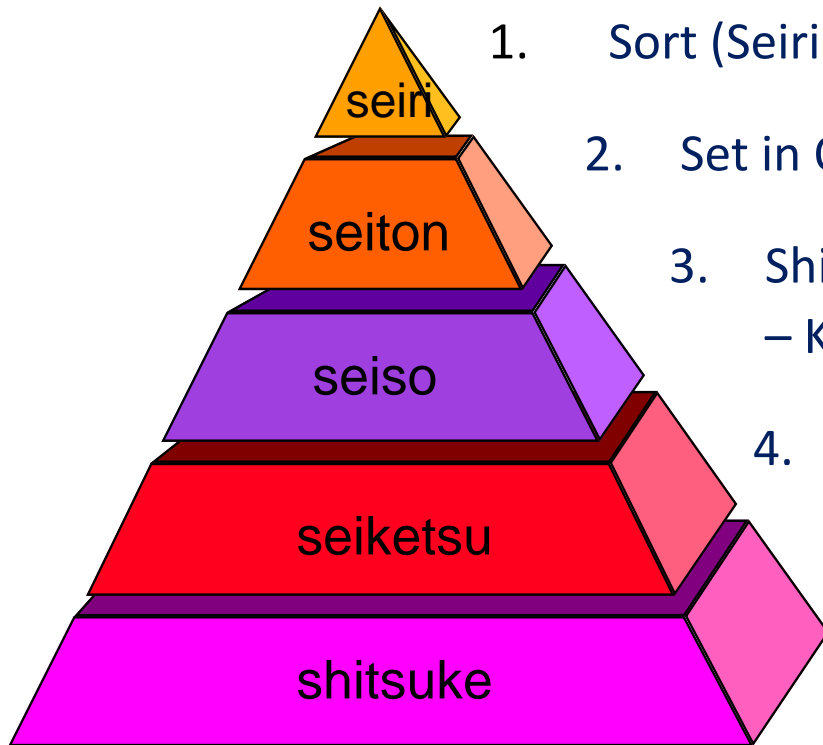 1. Sort (Seiri
seiri
2. Set in
seiton
3. Shi
– K
seiso
4.
seiketsu
shitsuke